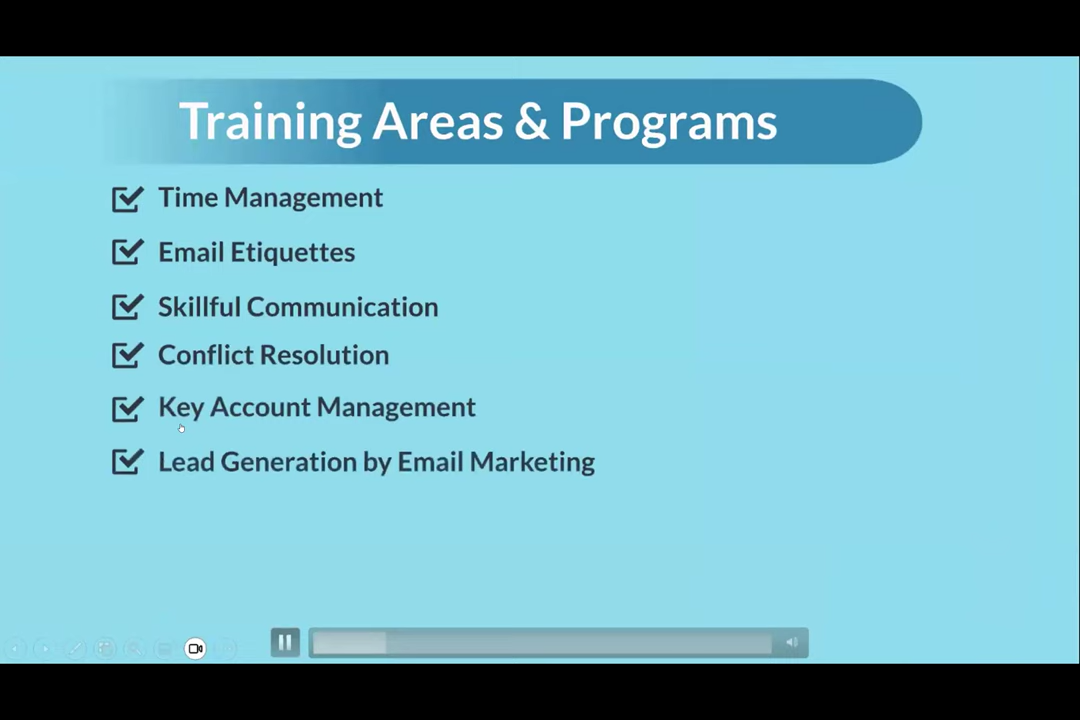 Training Areas & Programs
Time Management
Email Etiquettes
Skillful Communication
Conflict Resolution
Key Account Management
Lead Generation by Email Marketing